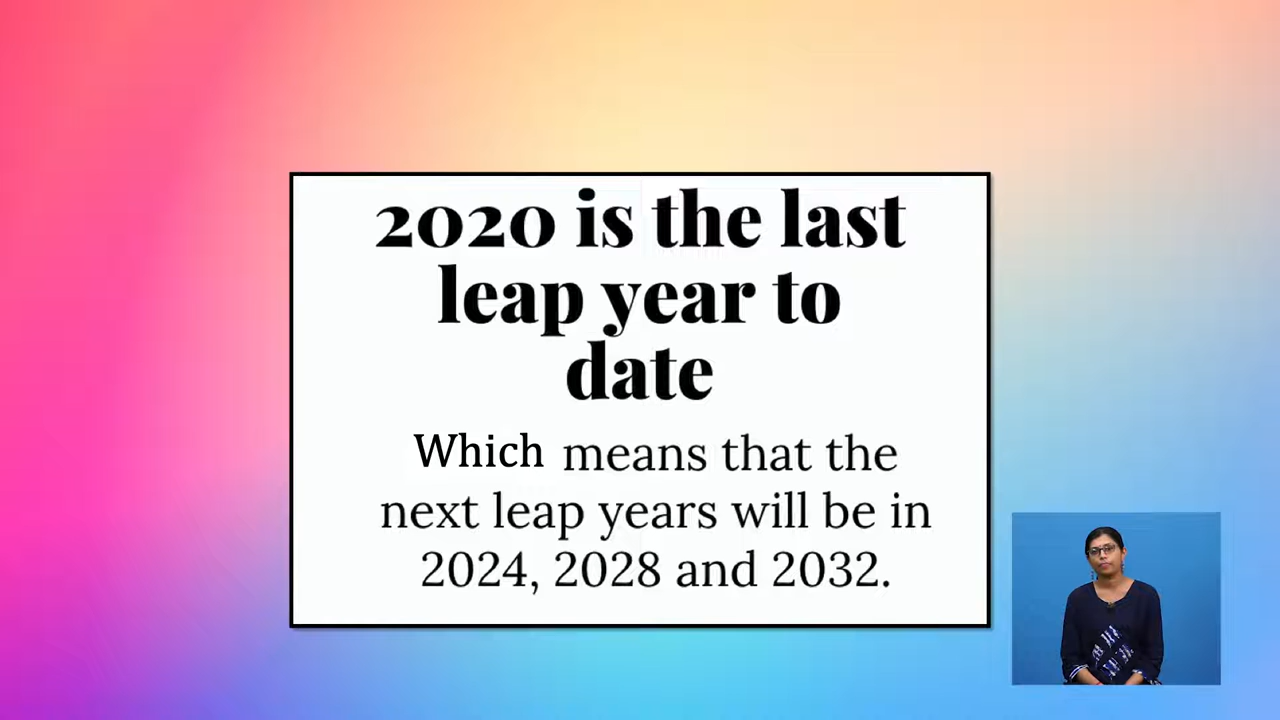 2020 is the last
leap year to
date
Which means that the
next leap years will be in
2024, 2028 and 2032.